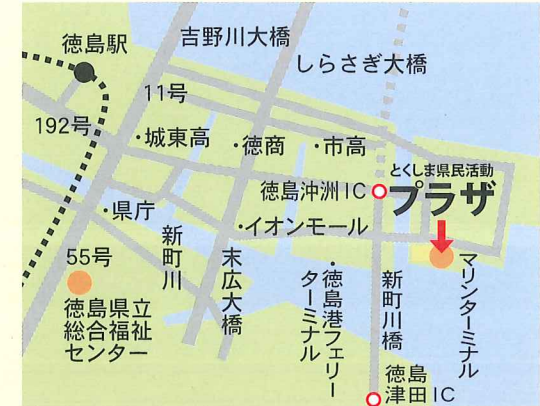 吉野川大橋
徳島駅
しらさぎ大橋
11号
192号
・城東高
・徳商
・市高
とくしま県民活動
プラザ
徳島沖洲IC
・県庁
・イオンモール
新町川
末広大橋
・徳島港フェリー
ターミナル
新町川橋
マリンターミナル
55号
徳島県立
総合福祉
センター
徳島
津田IC